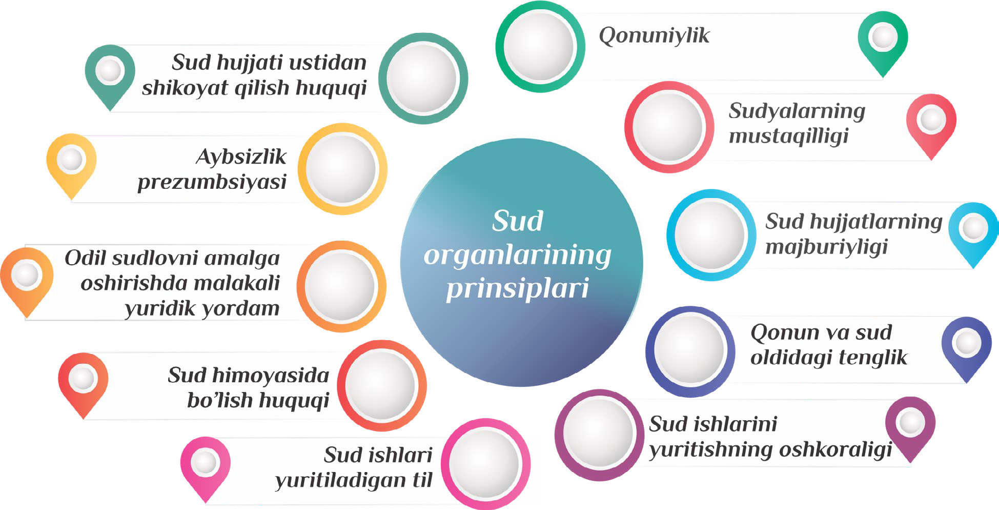 Sud
organlarining
prinsiplari
Qonuniylik
Sudyalarning
mustaqilligi
Sud hujjatlarning
majburiyligi
Qonun va sud
oldidagi tenglik
Sud ishlarini
yuritishning oshkoraligi
Sud ishlari
yuritiladigan til
Sud himoyasida
bo’lish huquqi
Odil sudlovni amalga
oshirishda malakali
yuridik yordam
Aybsizlik
prezumbsiyasi
Sud hujjati ustidan
shikoyat qilish huquqi